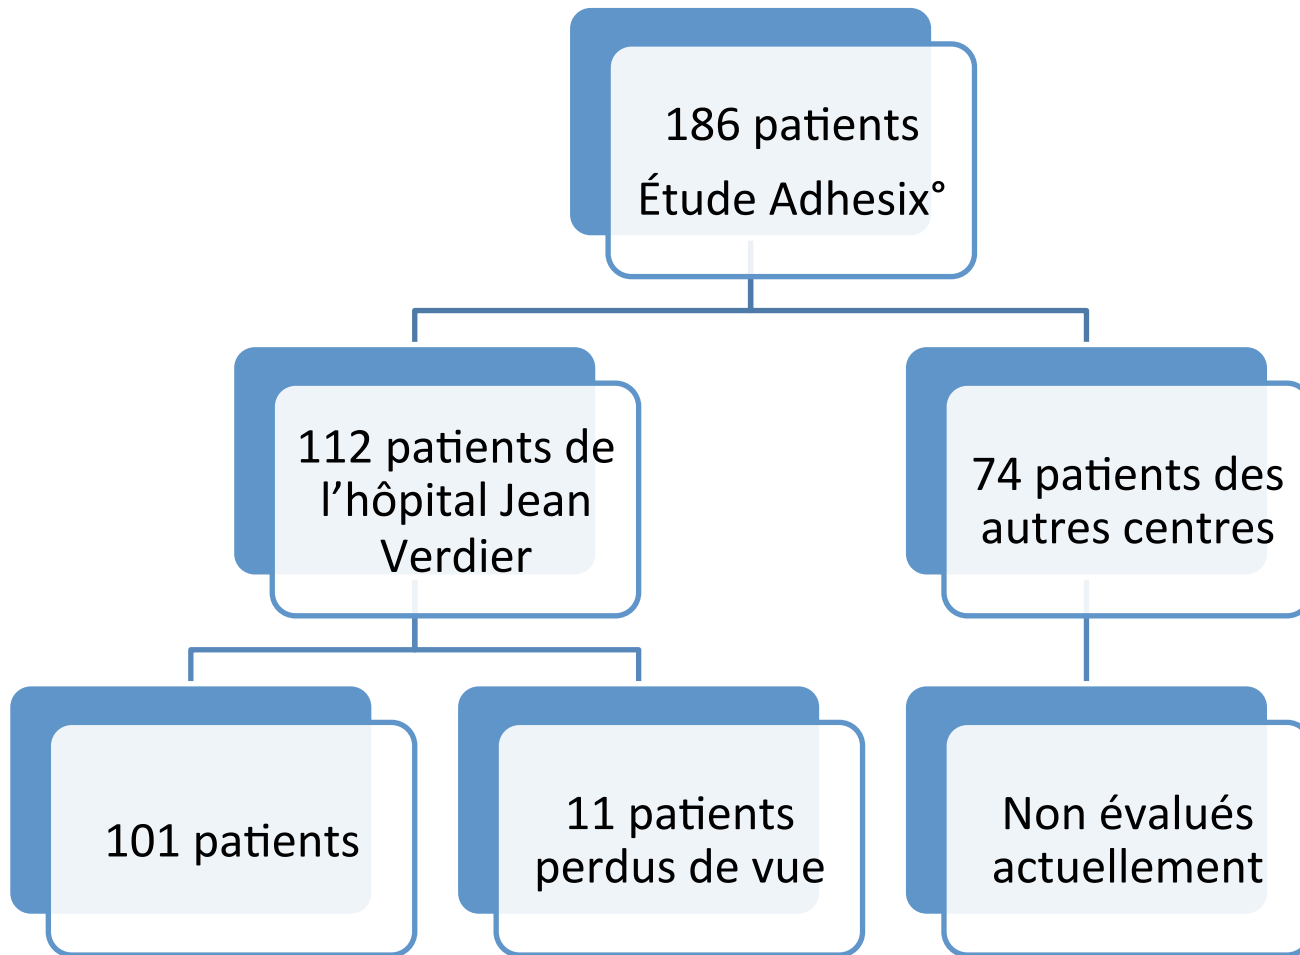 186 patients
Étude Adhesix°
112 patients de
l’hôpital Jean
Verdier
74 patients des
autres centres
101 patients
11 patients
perdus de vue
Non évalués
actuellement